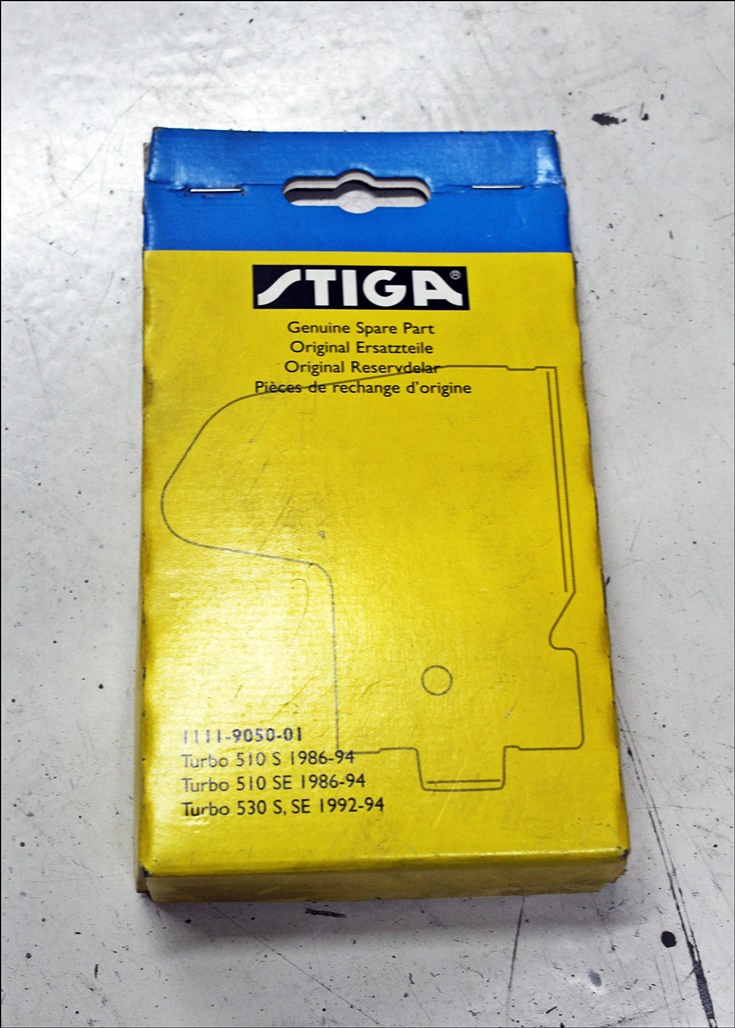 STIGA®
Genuine Spare Part
Original Ersatzteile
Original Reservdelar
Pièces de rechange d'origine
1111-9050-01
Turbo 510 S 1986-94
Turbo 510 SE 1986-94
Turbo 530 S, SE 1992-94